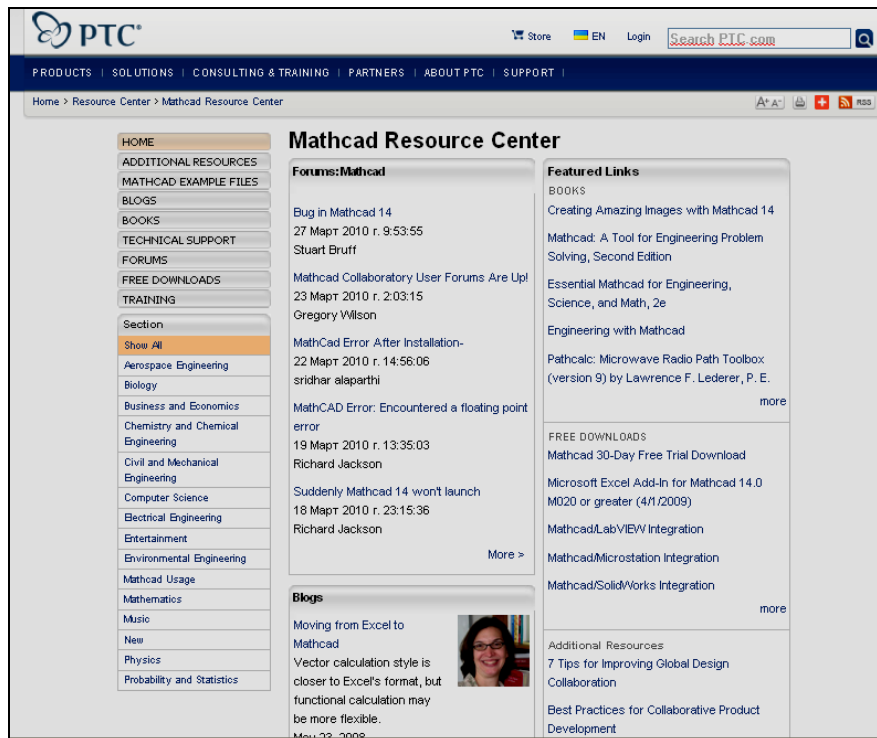 PTC®
Store EN Login Search PTC.com
PRODUCTS | SOLUTIONS | CONSULTING & TRAINING | PARTNERS | ABOUT PTC | SUPPORT |
Home > Resource Center > Mathcad Resource Center
A+ A- RSS
HOME
ADDITIONAL RESOURCES
MATHCAD EXAMPLE FILES
BLOGS
BOOKS
TECHNICAL SUPPORT
FORUMS
FREE DOWNLOADS
TRAINING
Section
Show All
Aerospace Engineering
Biology
Business and Economics
Chemistry and Chemical
Engineering
Civil and Mechanical
Engineering
Computer Science
Electrical Engineering
Entertainment
Environmental Engineering
Mathcad Usage
Mathematics
Music
New
Physics
Probability and Statistics
Mathcad Resource Center
Forums:Mathcad
Bug in Mathcad 14
27 Март 2010 г. 9:53:55
Stuart Bruff
Mathcad Collaboratory User Forums Are Up!
23 Март 2010 г. 2:03:15
Gregory Wilson
MathCad Error After Installation-
22 Март 2010 г. 14:56:06
sridhar alaparthi
MathCAD Error: Encountered a floating point
error
19 Март 2010 г. 13:35:03
Richard Jackson
Suddenly Mathcad 14 won't launch
18 Март 2010 г. 23:15:36
Richard Jackson
More >
Blogs
Moving from Excel to
Mathcad
Vector calculation style is
closer to Excel's format, but
functional calculation may
be more flexible.
May 23, 2008
Featured Links
BOOKS
Creating Amazing Images with Mathcad 14
Mathcad: A Tool for Engineering Problem
Solving, Second Edition
Essential Mathcad for Engineering,
Science, and Math, 2e
Engineering with Mathcad
Pathcalc: Microwave Radio Path Toolbox
(version 9) by Lawrence F. Lederer, P. E.
more
FREE DOWNLOADS
Mathcad 30-Day Free Trial Download
Microsoft Excel Add-In for Mathcad 14.0
M020 or greater (4/1/2009)
Mathcad/LabVIEW Integration
Mathcad/Microstation Integration
Mathcad/SolidWorks Integration
more
Additional Resources
7 Tips for Improving Global Design
Collaboration
Best Practices for Collaborative Product
Development